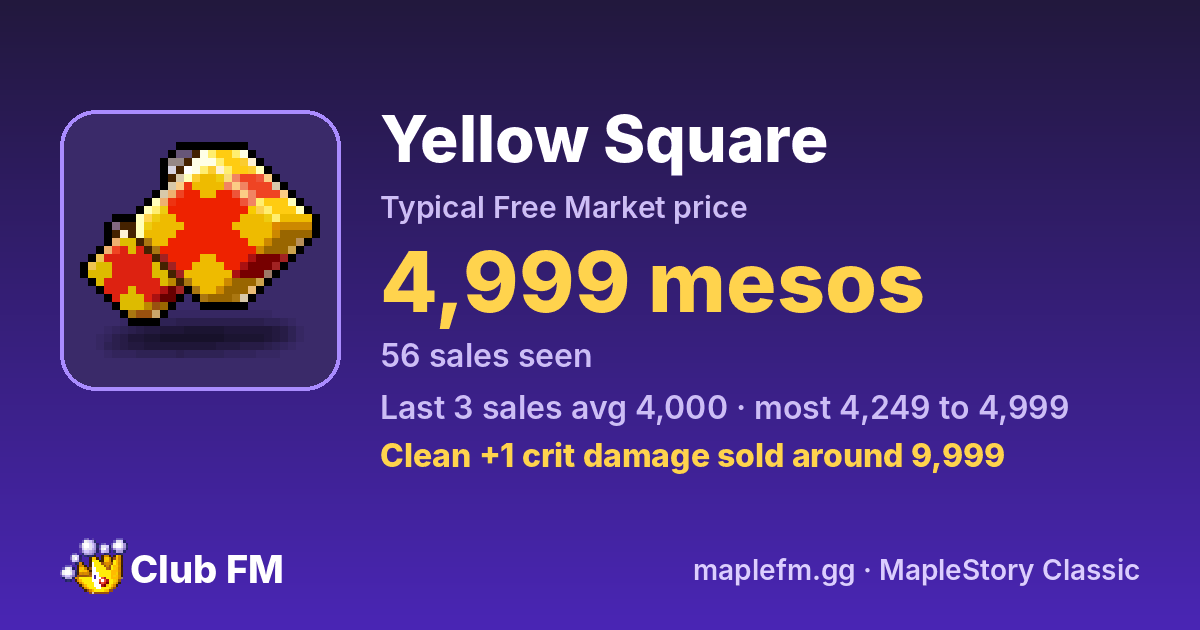 Yellow Square
Typical Free Market price
4,999 mesos
56 sales seen
Last 3 sales avg 4,000 · most 4,249 to 4,999
Clean +1 crit damage sold around 9,999
Club FM
maplefm.gg · MapleStory Classic